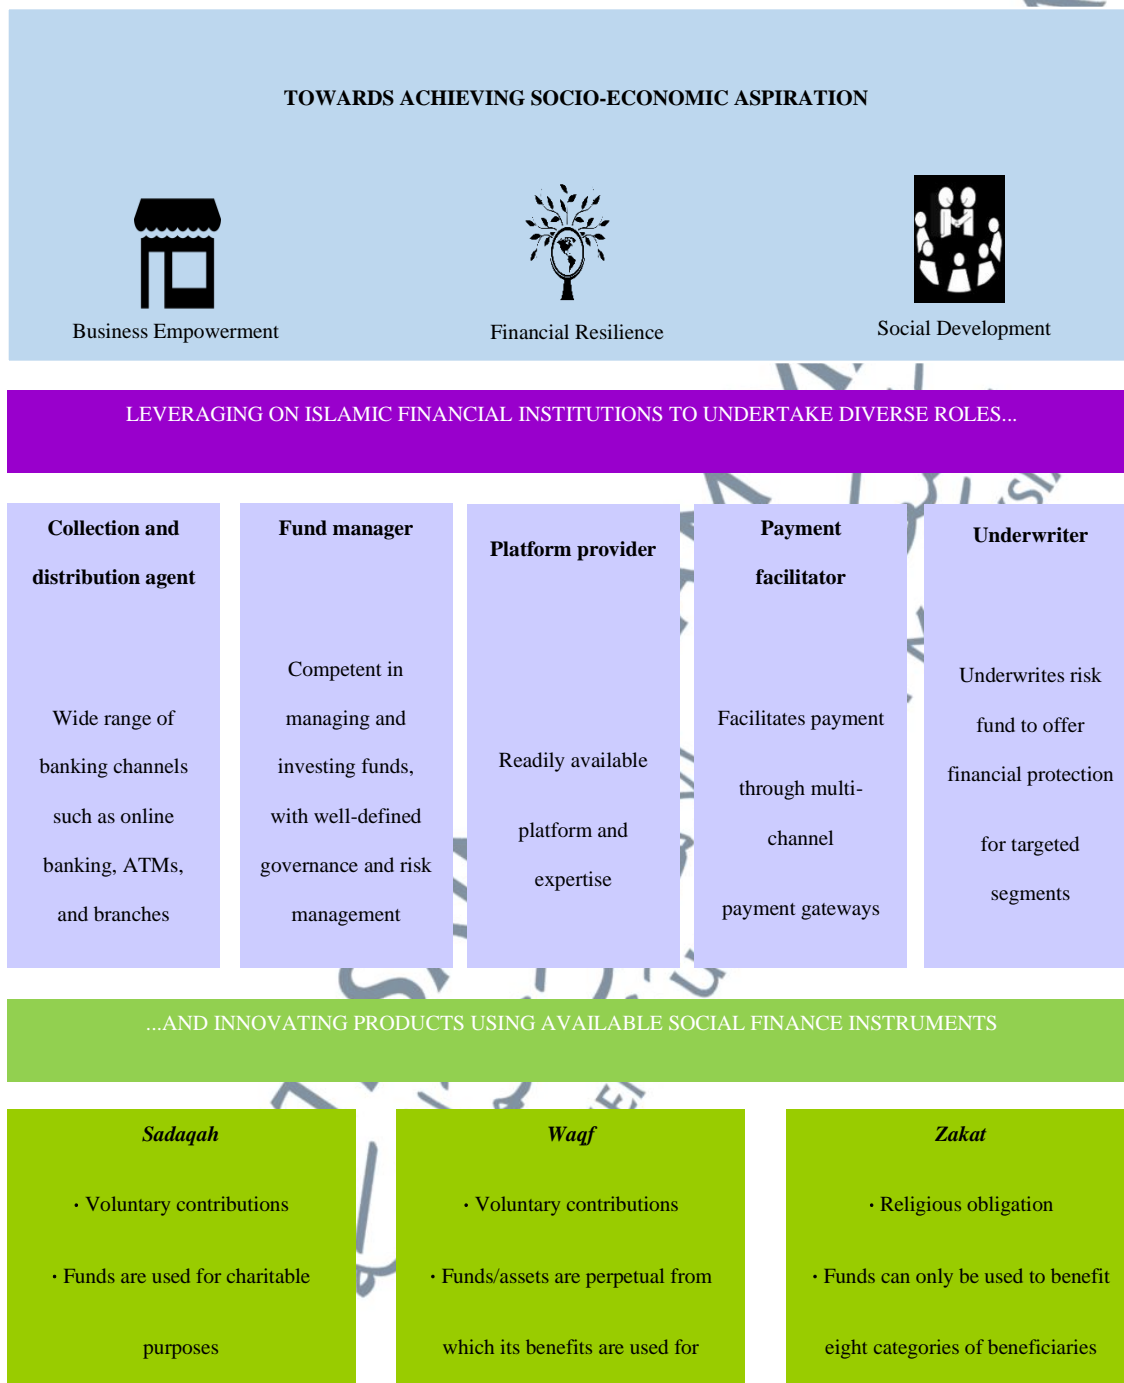 TOWARDS ACHIEVING SOCIO-ECONOMIC ASPIRATION
Business Empowerment
Financial Resilience
Social Development
LEVERAGING ON ISLAMIC FINANCIAL INSTITUTIONS TO UNDERTAKE DIVERSE ROLES...
Collection and
distribution agent
Wide range of
banking channels
such as online
banking, ATMs,
and branches
Fund manager
Competent in
managing and
investing funds,
with well-defined
governance and risk
management
Platform provider
Readily available
platform and
expertise
Payment
facilitator
Facilitates payment
through multi-
channel
payment gateways
Underwriter
Underwrites risk
fund to offer
financial protection
for targeted
segments
...AND INNOVATING PRODUCTS USING AVAILABLE SOCIAL FINANCE INSTRUMENTS
Sadaqah
· Voluntary contributions
· Funds are used for charitable
purposes
Waqf
· Voluntary contributions
· Funds/assets are perpetual from
which its benefits are used for
Zakat
· Religious obligation
· Funds can only be used to benefit
eight categories of beneficiaries